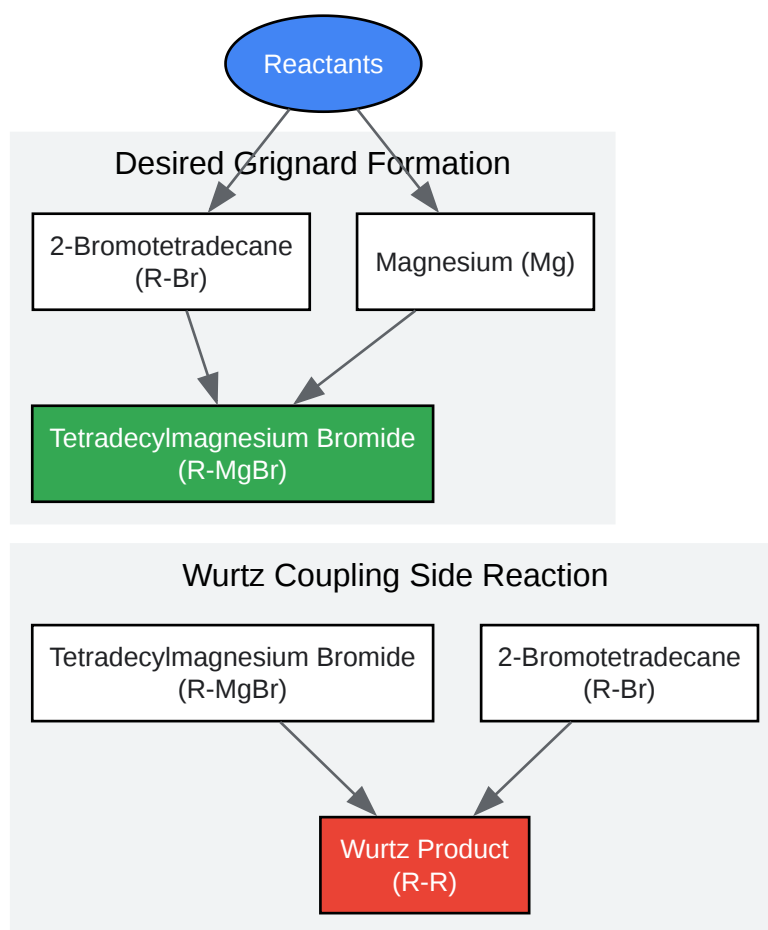 Reactants
Desired Grignard Formation
2-Bromotetradecane
(R-Br)
Magnesium (Mg)
Tetradecylmagnesium Bromide
(R-MgBr)
Wurtz Coupling Side Reaction
Tetradecylmagnesium Bromide
(R-MgBr)
2-Bromotetradecane
(R-Br)
Wurtz Product
(R-R)